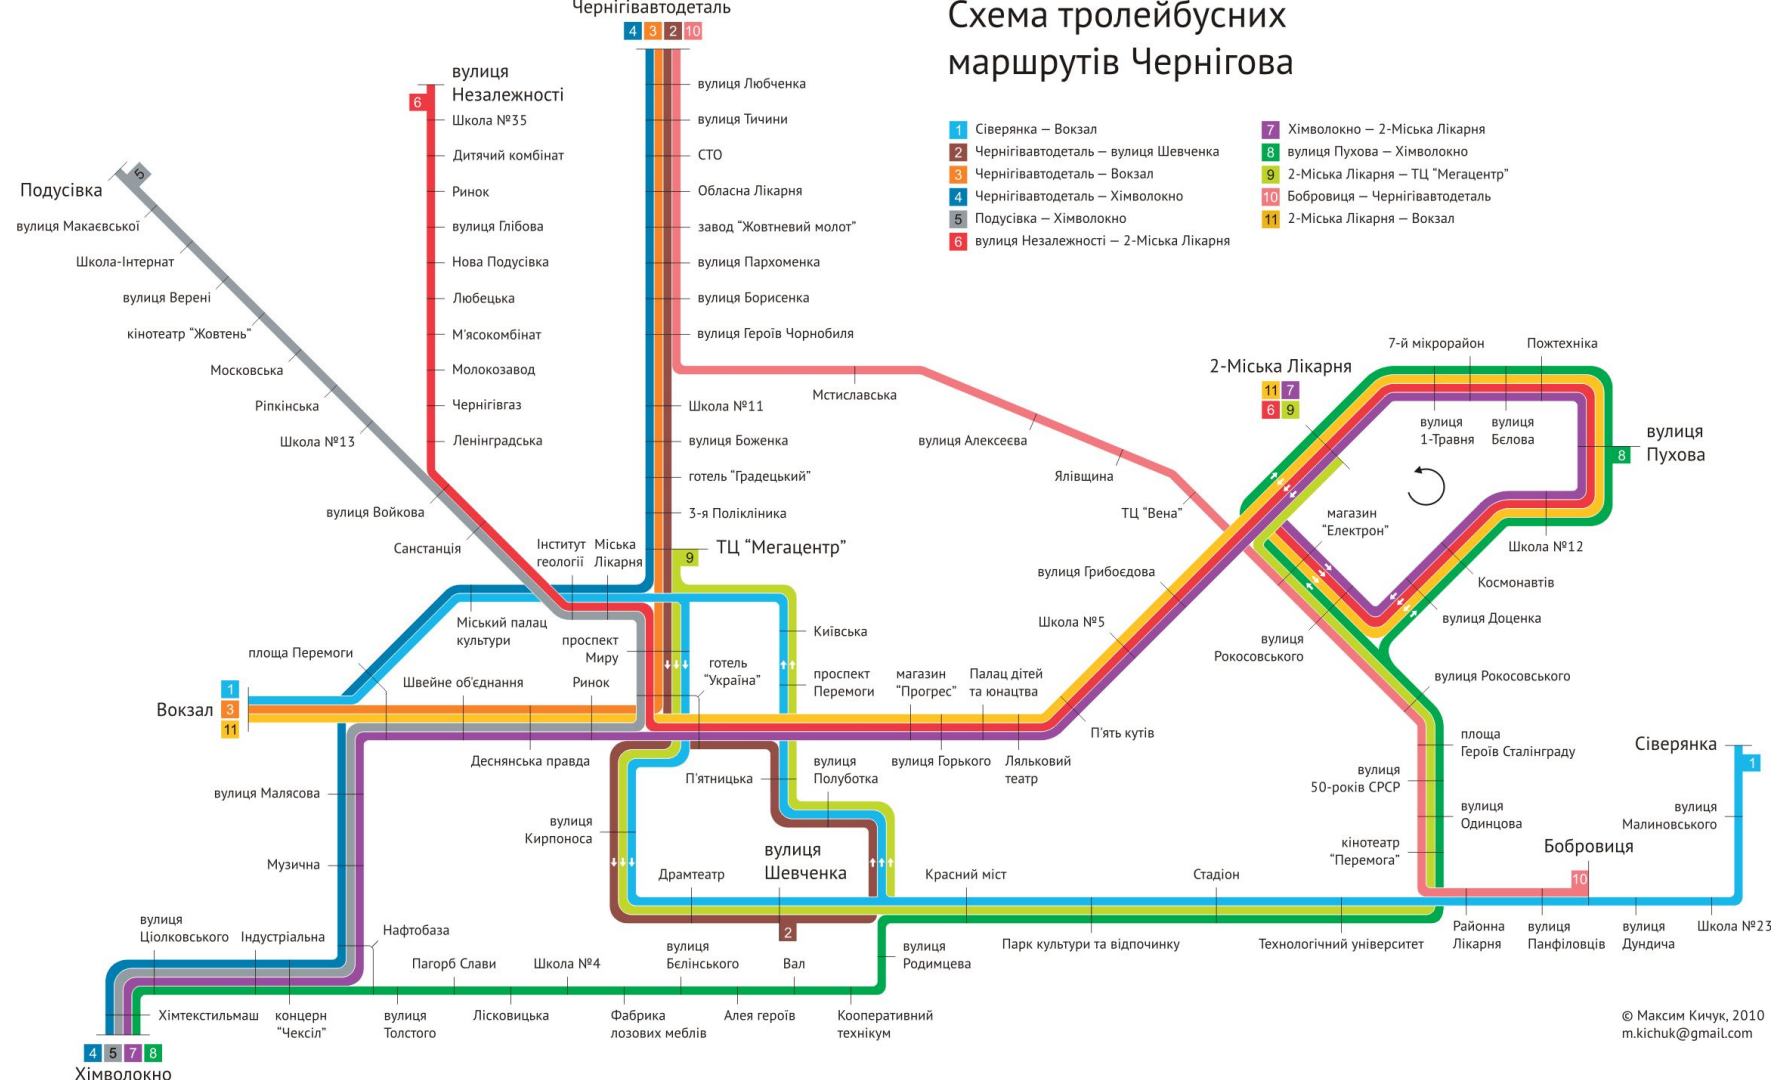 Чернігівавтодеталь
4 3 2 10
Схема тролейбусних
маршрутів Чернігова
1 Сіверянка — Вокзал
2 Чернігівавтодеталь — вулиця Шевченка
3 Чернігівавтодеталь — Вокзал
4 Чернігівавтодеталь — Хімволокно
5 Подусівка — Хімволокно
6 вулиця Незалежності — 2-Міська Лікарня
7 Хімволокно — 2-Міська Лікарня
8 вулиця Пухова — Хімволокно
9 2-Міська Лікарня — ТЦ “Мегацентр”
10 Бобровиця — Чернігівавтодеталь
11 2-Міська Лікарня — Вокзал
вулиця
Незалежності
6
Школа №35
Дитячий комбінат
Ринок
вулиця Глібова
Нова Подусівка
Любецька
М'ясокомбінат
Молокозавод
Чернігівгаз
Ленінградська
5
Подусівка
вулиця Макаєвської
Школа-Інтернат
вулиця Верені
кінотеатр “Жовтень”
Московська
Ріпкінська
Школа №13
вулиця Войкова
Санстанція
Інститут
геології
Міська
Лікарня
вулиця Любченка
вулиця Тичини
СТО
Обласна Лікарня
завод “Жовтневий молот”
вулиця Пархоменка
вулиця Борисенка
вулиця Героїв Чорнобиля
Школа №11
вулиця Боженка
готель “Градецький”
3-я Поліклініка
ТЦ “Мегацентр”
9
Мстиславська
вулиця Алексеєва
Ялівщина
ТЦ “Вена”
2-Міська Лікарня
11 7
6 9
7-й мікрорайон
Пожтехніка
вулиця
1-Травня
вулиця
Бєлова
вулиця
Пухова
8
магазин
“Електрон”
Школа №12
Космонавтів
вулиця Доценка
вулиця
Рокосовського
вулиця Рокосовського
вулиця Грибоєдова
Школа №5
П'ять кутів
Міський палац
культури
проспект
Миру
площа Перемоги
Швейне об'єднання
Ринок
готель
“Україна”
Київська
проспект
Перемоги
магазин
“Прогрес”
Палац дітей
та юнацтва
Вокзал
1
3
11
Деснянська правда
П'ятницька
вулиця
Полуботка
вулиця Горького
Ляльковий
театр
вулиця Малясова
Музична
вулиця
Кирпоноса
вулиця
Шевченка
2
Драмтеатр
Красний міст
Стадіон
площа
Героїв Сталінграду
вулиця
50-років СРСР
вулиця
Одинцова
кінотеатр
“Перемога”
Сіверянка
1
вулиця
Малиновського
Бобровиця
10
Районна
Лікарня
вулиця
Панфіловців
вулиця
Дундича
Школа №23
Парк культури та відпочинку
Технологічний університет
вулиця
Родимцева
вулиця
Ціолковського
Індустріальна
Нафтобаза
Пагорб Слави
Школа №4
вулиця
Бєлінського
Вал
Хімтекстильмаш
концерн
“Чексіл”
вулиця
Толстого
Лісковицька
Фабрика
лозових меблів
Алея героїв
Кооперативний
технікум
4 5 7 8
Хімволокно
© Максим Кичук, 2010
m.kichuk@gmail.com